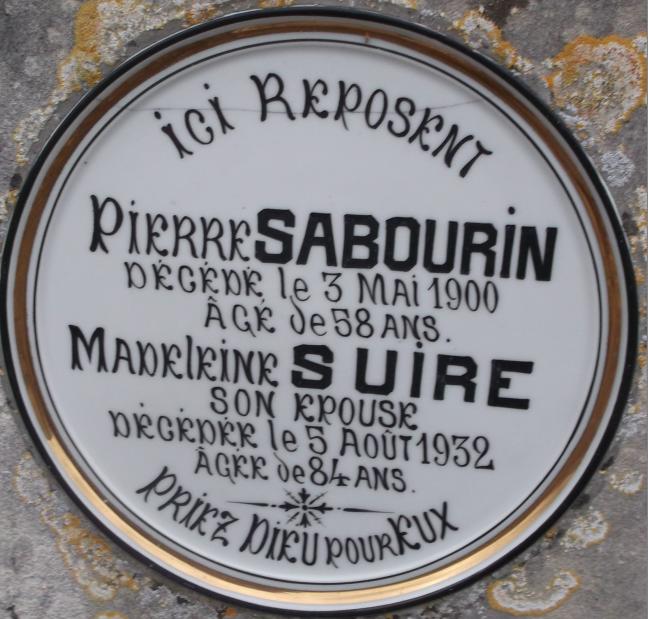 iCi REPOSENT
PiERRE SABOURiN
DÉCÉDÉ le 3 MAi 1900
ÂGÉ de 58 ANS.
MADELEiNE SUiRE
SON EPOUSE
DÉCÉDÉE le 5 AOÛT 1932
ÂGÉE de 84 ANS.
PRiEZ DiEU POUR EUX